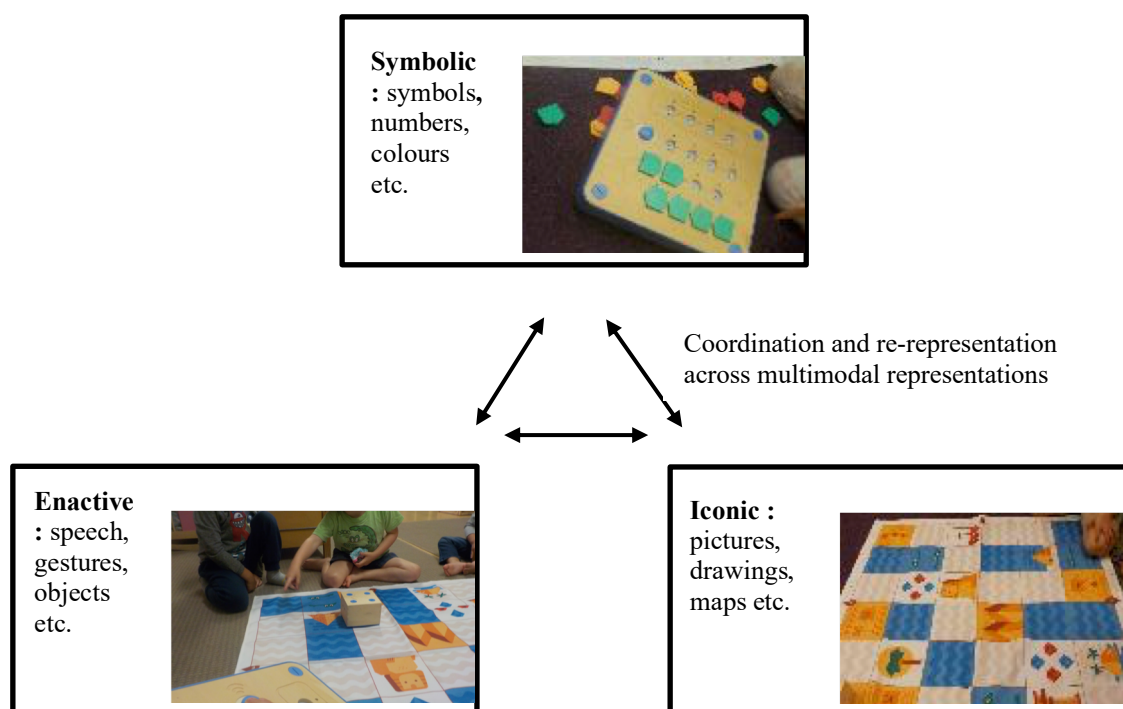 Symbolic
: symbols,
numbers,
colours
etc.
Coordination and re-representation
across multimodal representations
Enactive
: speech,
gestures,
objects
etc.
Iconic :
pictures,
drawings,
maps etc.